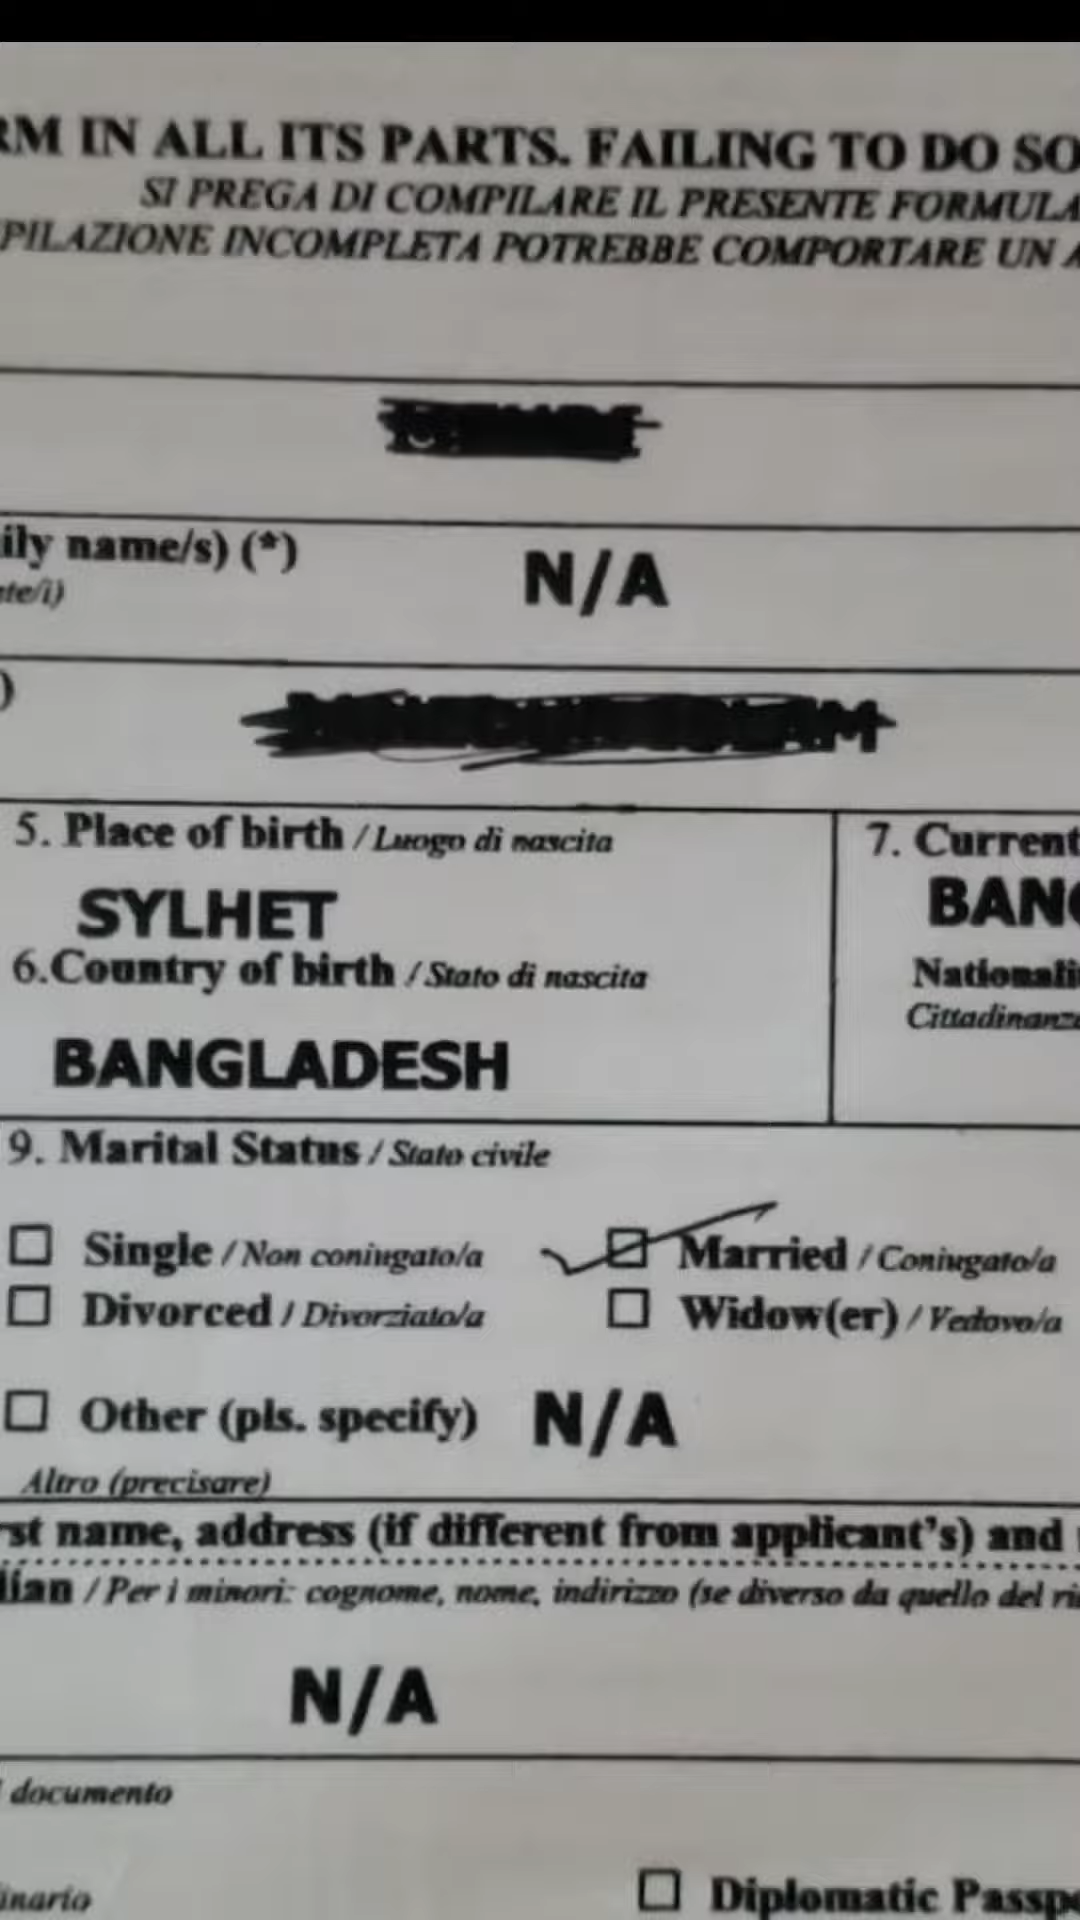 RM IN ALL ITS PARTS. FAILING TO DO SO
SI PREGA DI COMPILARE IL PRESENTE FORMULA
PILAZIONE INCOMPLETA POTREBBE COMPORTARE UN A
ily name/s) (*) N/A
te/i)
)
5. Place of birth / Luogo di nascita
7. Current
SYLHET
BANG
6.Country of birth / Stato di nascita
Nationali
Cittadinanza
BANGLADESH
9. Marital Status / Stato civile
Single / Non coniugato/a
Married / Coniugato/a
Divorced / Divorziato/a
Widow(er) / Vedovo/a
Other (pls. specify) N/A
Altro (precisare)
rst name, address (if different from applicant's) and
dian / Per i minori: cognome, nome, indirizzo (se diverso da quello del ri
N/A
documento
inario
Diplomatic Passp